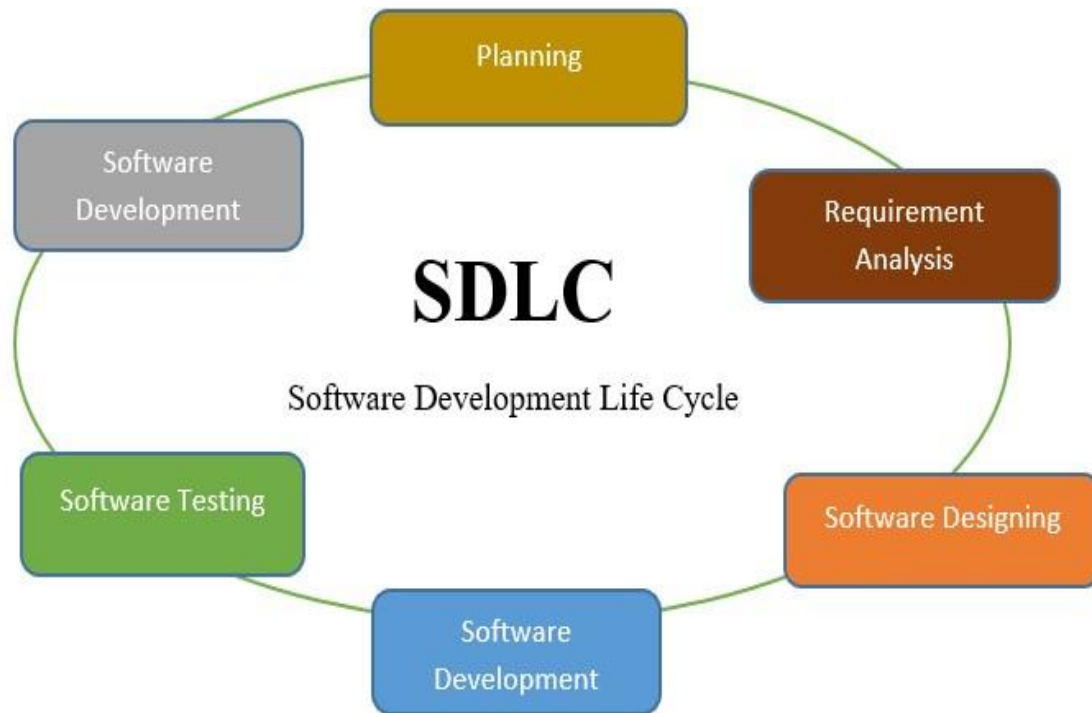 Planning
Requirement
Analysis
Software Designing
Software
Development
Software Testing
Software
Development
SDLC
Software Development Life Cycle